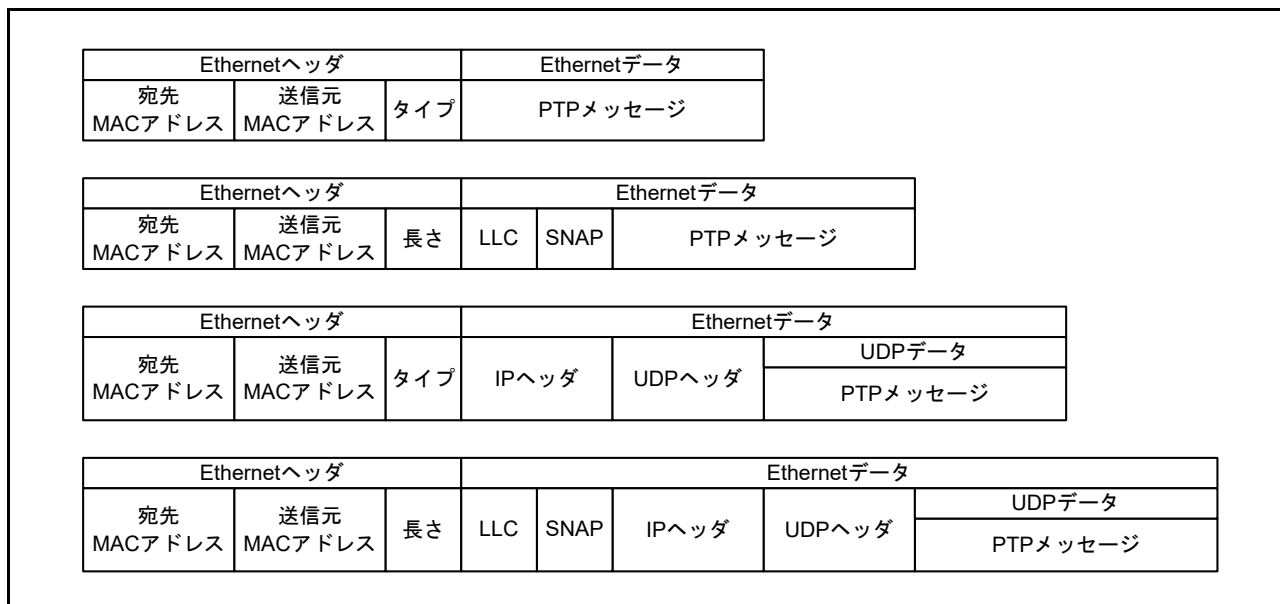 Ethernetヘッダ Ethernetデータ
宛先 送信元 タイプ PTPメッセージ
MACアドレス MACアドレス
Ethernetヘッダ Ethernetデータ
宛先 送信元 長さ LLC SNAP PTPメッセージ
MACアドレス MACアドレス
Ethernetヘッダ Ethernetデータ
UDPデータ
宛先 送信元 タイプ IPヘッダ UDPヘッダ
MACアドレス MACアドレス PTPメッセージ
Ethernetヘッダ Ethernetデータ
UDPデータ
宛先 送信元 長さ LLC SNAP IPヘッダ UDPヘッダ
MACアドレス MACアドレス PTPメッセージ